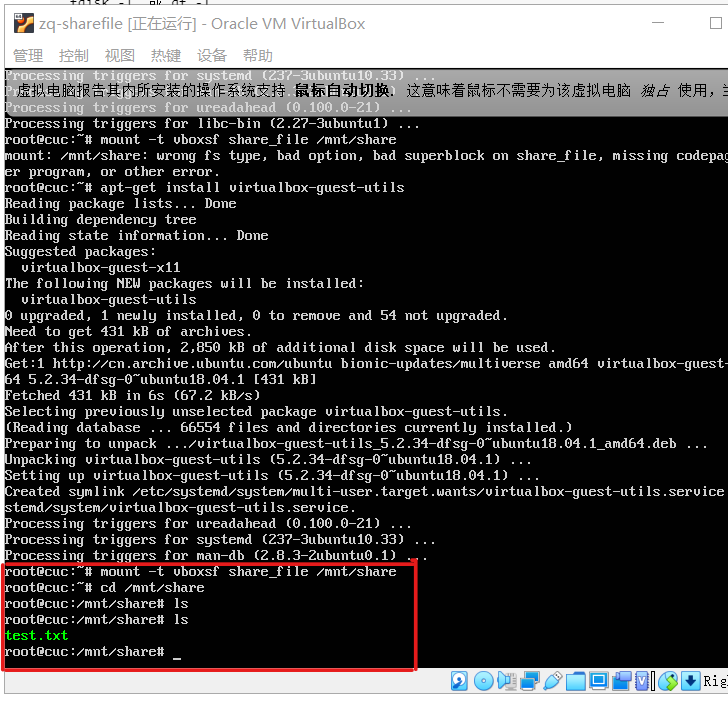 zq-sharefile [正在运行] - Oracle VM VirtualBox
管理 控制 视图 热键 设备 帮助
Processing triggers for systemd (237-3ubuntu10.33) ...
虚拟电脑报告其内所安装的操作系统支持 鼠标自动切换。这意味着鼠标不需要为该虚拟电脑 独占 使用，
Processing triggers for ureadahead (0.100.0-21) ...
Processing triggers for libc-bin (2.27-3ubuntu1) ...
root@cuc:~# mount -t vboxsf share_file /mnt/share
mount: /mnt/share: wrong fs type, bad option, bad superblock on share_file, missing codepag
er program, or other error.
root@cuc:~# apt-get install virtualbox-guest-utils
Reading package lists... Done
Building dependency tree
Reading state information... Done
Suggested packages:
virtualbox-guest-x11
The following NEW packages will be installed:
virtualbox-guest-utils
0 upgraded, 1 newly installed, 0 to remove and 54 not upgraded.
Need to get 431 kB of archives.
After this operation, 2,850 kB of additional disk space will be used.
Get:1 http://cn.archive.ubuntu.com/ubuntu bionic-updates/multiverse amd64 virtualbox-guest-
64 5.2.34-dfsg-0~ubuntu18.04.1 [431 kB]
Fetched 431 kB in 6s (67.2 kB/s)
Selecting previously unselected package virtualbox-guest-utils.
(Reading database ... 66554 files and directories currently installed.)
Preparing to unpack .../virtualbox-guest-utils_5.2.34-dfsg-0~ubuntu18.04.1_amd64.deb ...
Unpacking virtualbox-guest-utils (5.2.34-dfsg-0~ubuntu18.04.1) ...
Setting up virtualbox-guest-utils (5.2.34-dfsg-0~ubuntu18.04.1) ...
Created symlink /etc/systemd/system/multi-user.target.wants/virtualbox-guest-utils.service
stemd/system/virtualbox-guest-utils.service.
Processing triggers for ureadahead (0.100.0-21) ...
Processing triggers for systemd (237-3ubuntu10.33) ...
Processing triggers for man-db (2.8.3-2ubuntu0.1) ...
root@cuc:~# mount -t vboxsf share_file /mnt/share
root@cuc:~# cd /mnt/share
root@cuc:/mnt/share# ls
root@cuc:/mnt/share# ls
test.txt
root@cuc:/mnt/share# _
Rig